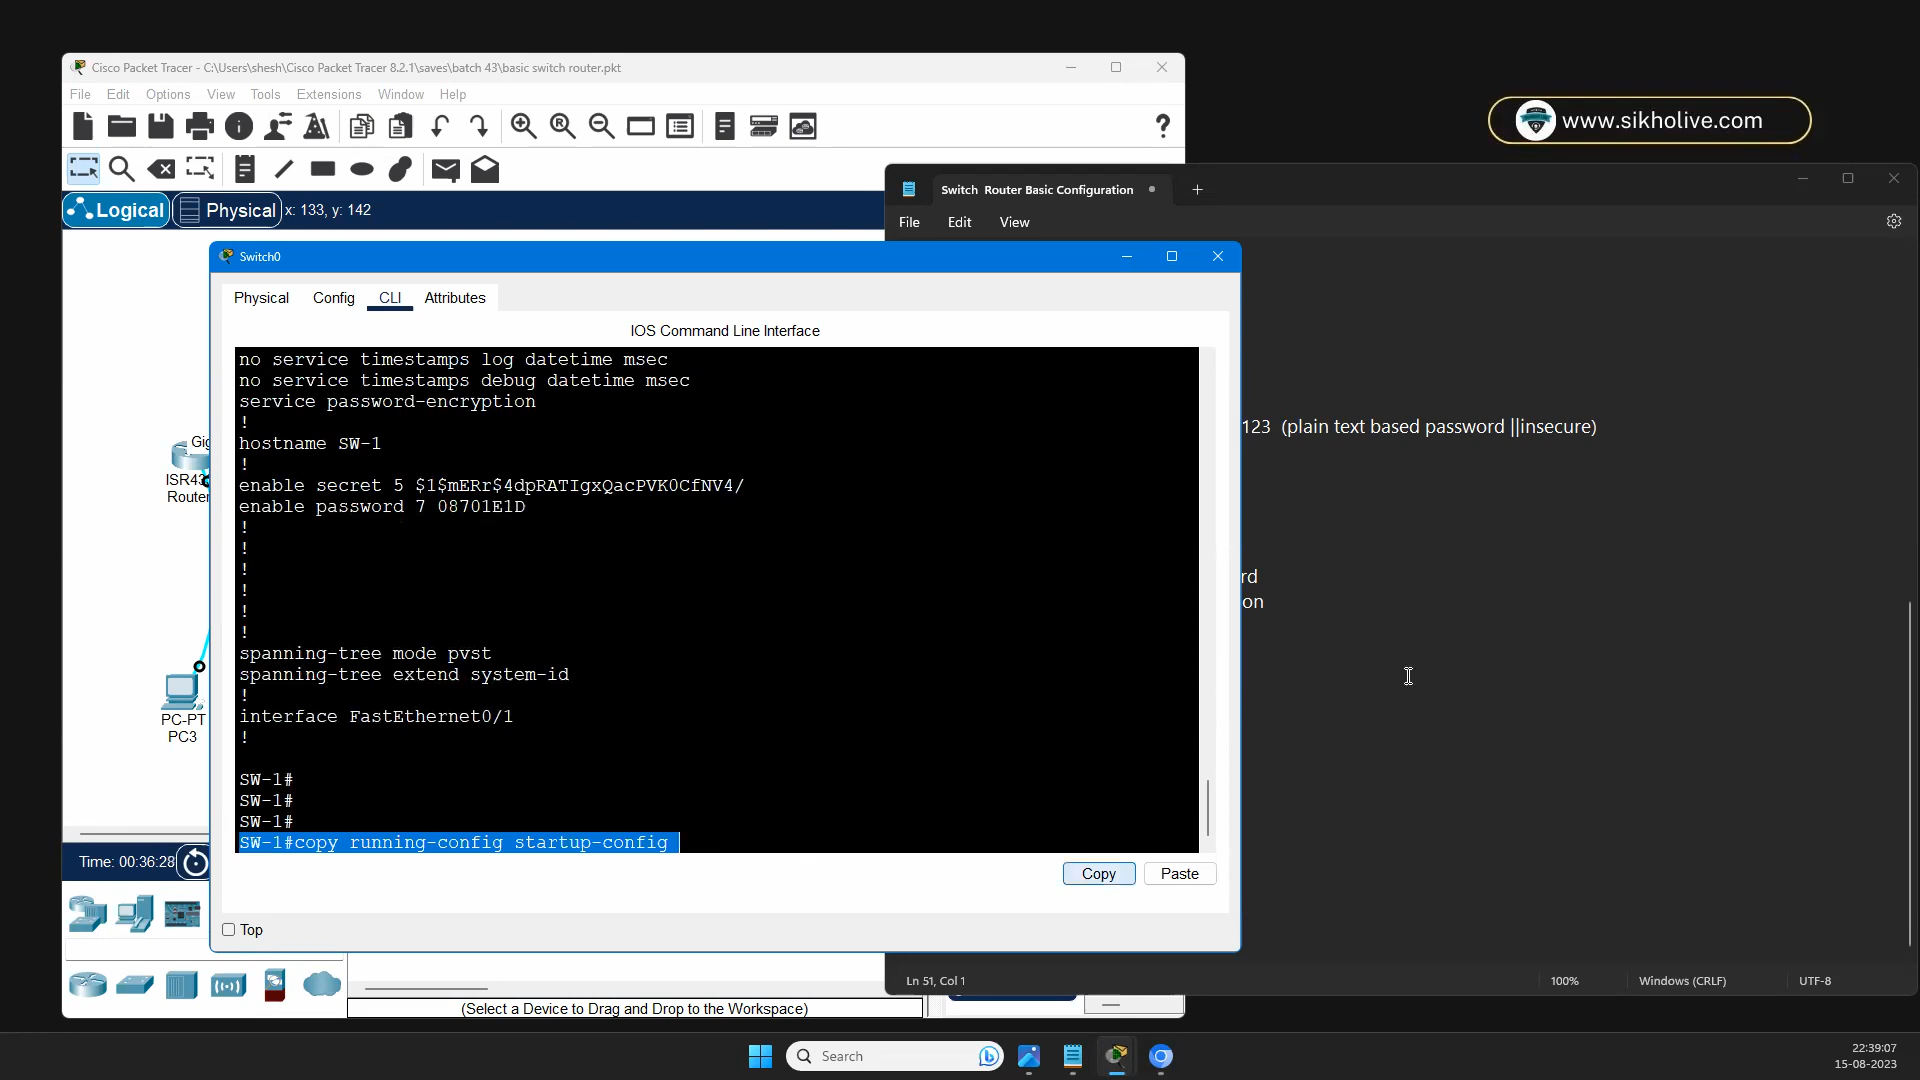 Cisco Packet Tracer - C:\Users\shesh\Cisco Packet Tracer 8.2.1\saves\batch 43\basic switch router.pkt
File Edit Options View Tools Extensions Window Help
www.sikholive.com
Logical Physical x: 133, y: 142
Switch Router Basic Configuration
File Edit View
Switch0
Physical Config CLI Attributes
IOS Command Line Interface
no service timestamps log datetime msec
no service timestamps debug datetime msec
service password-encryption
!
hostname SW-1
!
enable secret 5 $1$mERr$4dpRATIgxQacPVK0CfNV4/
enable password 7 08701E1D
!
!
!
!
!
!
spanning-tree mode pvst
spanning-tree extend system-id
!
interface FastEthernet0/1
!
SW-1#
SW-1#
SW-1#
SW-1#copy running-config startup-config
Copy Paste
Top
123 (plain text based password ||insecure)
rd
on
Gig
ISR43
Router
PC-PT
PC3
Time: 00:36:28
(Select a Device to Drag and Drop to the Workspace)
Ln 51, Col 1
100%
Windows (CRLF)
UTF-8
Search
22:39:07
15-08-2023